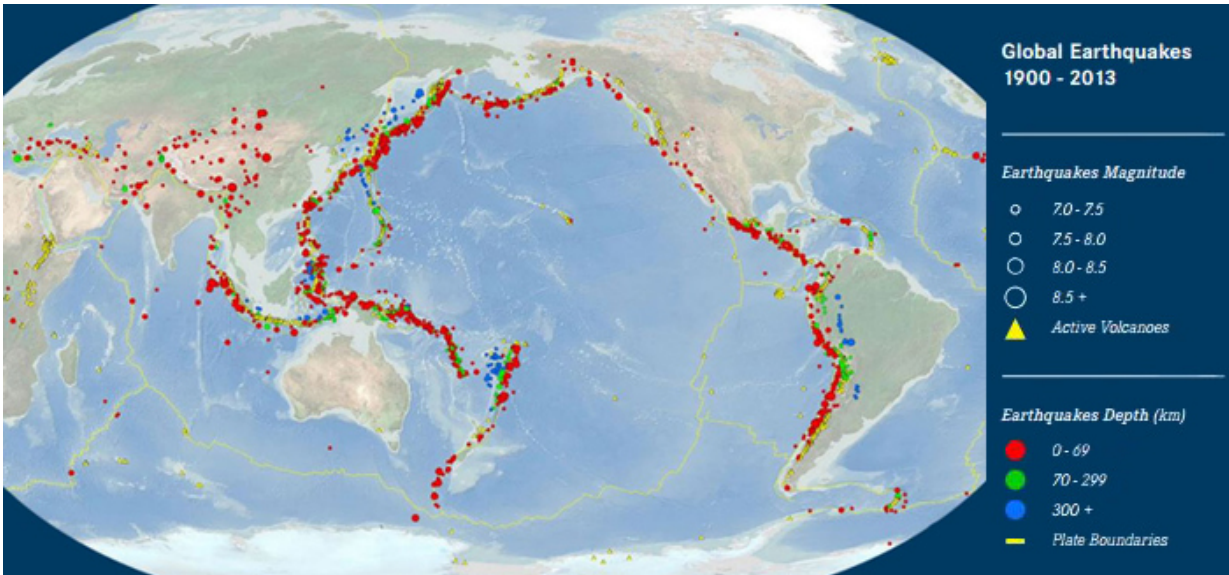 Global Earthquakes
1900 - 2013
Earthquakes Magnitude
7.0 - 7.5
7.5 - 8.0
8.0 - 8.5
8.5 +
Active Volcanoes
Earthquakes Depth (km)
0 - 69
70 - 299
300 +
Plate Boundaries